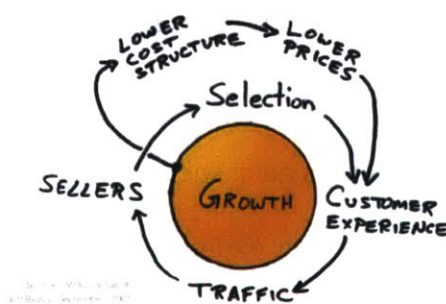 LOWER
COST
STRUCTURE
LOWER
PRICES
Selection
SELLERS
GROWTH
CUSTOMER
EXPERIENCE
TRAFFIC